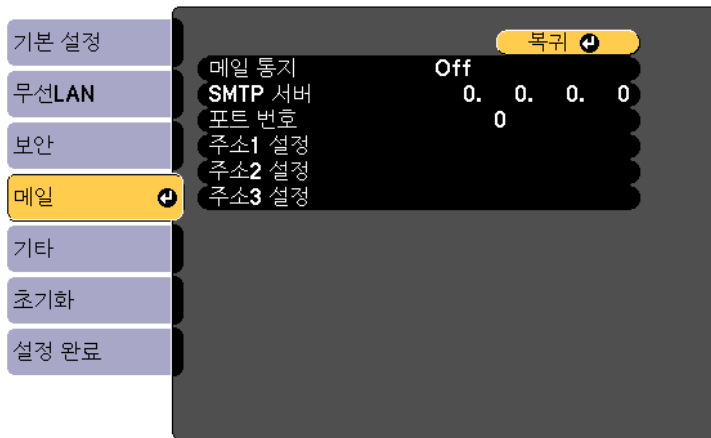 기본 설정
무선LAN
보안
메일
기타
초기화
설정 완료
복귀
메일 통지 Off
SMTP 서버 0. 0. 0. 0
포트 번호 0
주소1 설정
주소2 설정
주소3 설정